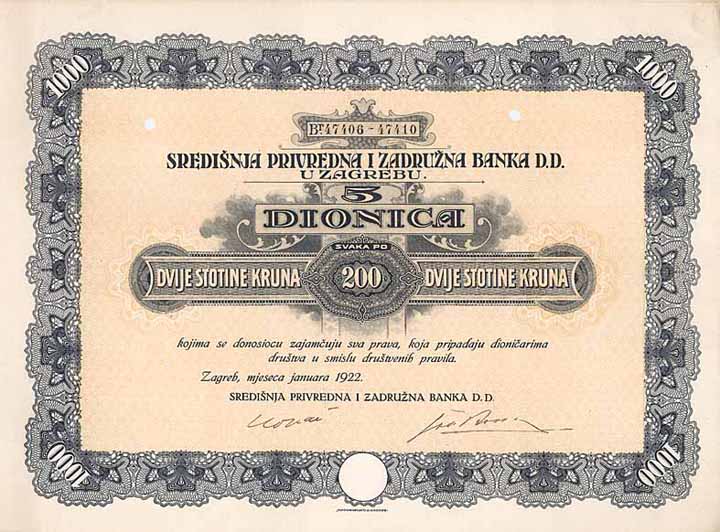 1000 1000
Br 47406 - 47410
SREDIŠNJA PRIVREDNA I ZADRUŽNA BANKA D.D.
U ZAGREBU.
5
DIONICA
SVAKA PO
DVIJE STOTINE KRUNA 200 DVIJE STOTINE KRUNA
kojima se donosiocu zajamčuju sva prava, koja pripadaju dioničarima
društva u smislu društvenih pravila.
Zagreb, mjeseca januara 1922.
SREDIŠNJA PRIVREDNA I ZADRUŽNA BANKA D. D.
1000 1000